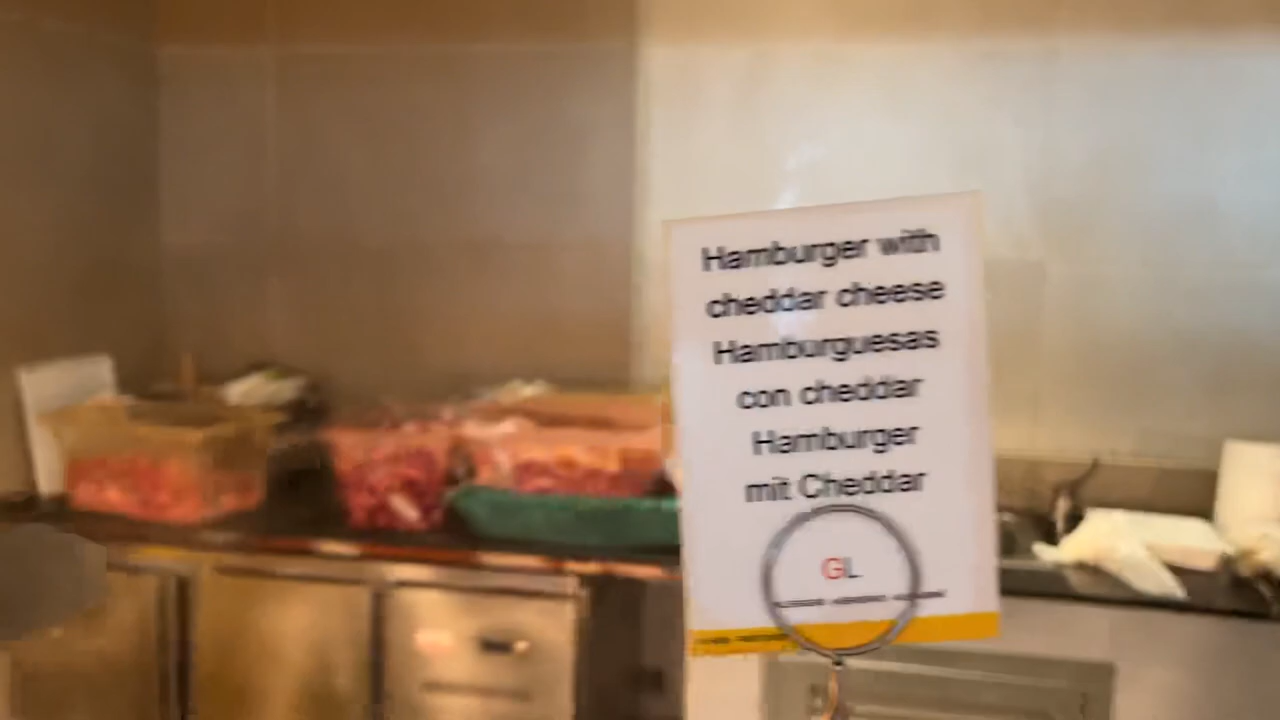 Hamburger with
cheddar cheese
Hamburguesas
con cheddar
Hamburger
mit Cheddar
GL